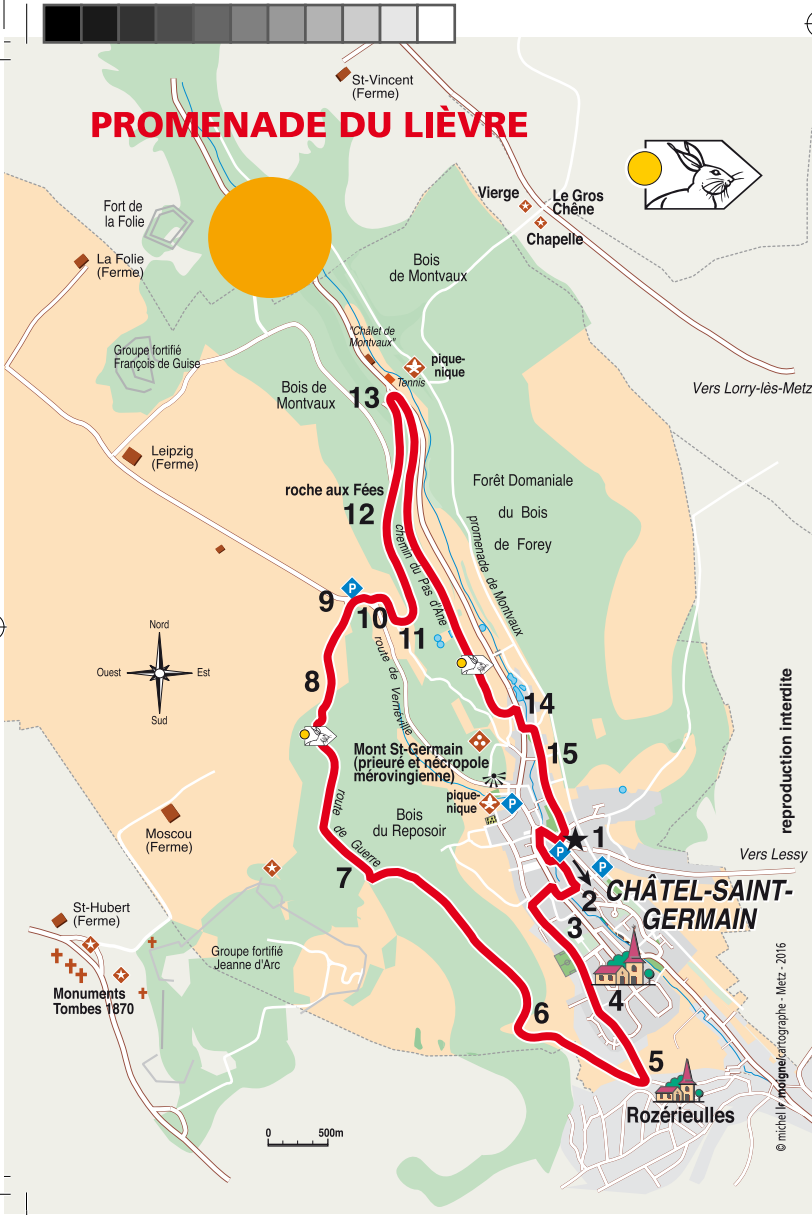 St-Vincent
(Ferme)
PROMENADE DU LIÈVRE
Vierge
Le Gros
Chêne
Chapelle
Fort de
la Folie
La Folie
(Ferme)
Bois
de Montvaux
"Châlet de
Montvaux"
Groupe fortifié
François de Guise
pique-
nique
Tennis
Vers Lorry-lès-Metz
Bois de
Montvaux
13
Leipzig
(Ferme)
roche aux Fées
12
Forêt Domaniale
du Bois
de Forey
chemin du Pas d'Ane
promenade de Montvaux
P
9
10
11
Nord
Ouest
Est
Sud
route de Verneville
8
14
15
Mont St-Germain
(prieuré et nécropole
mérovingienne)
pique-
nique
P
reproduction interdite
route de Guerre
Bois
du Reposoir
Moscou
(Ferme)
1
P
P
Vers Lessy
7
2
CHÂTEL-SAINT-
GERMAIN
St-Hubert
(Ferme)
3
Groupe fortifié
Jeanne d'Arc
Monuments
Tombes 1870
4
6
5
Rozérieulles
0
500m
© michel le moigne/cartographe - Metz - 2016